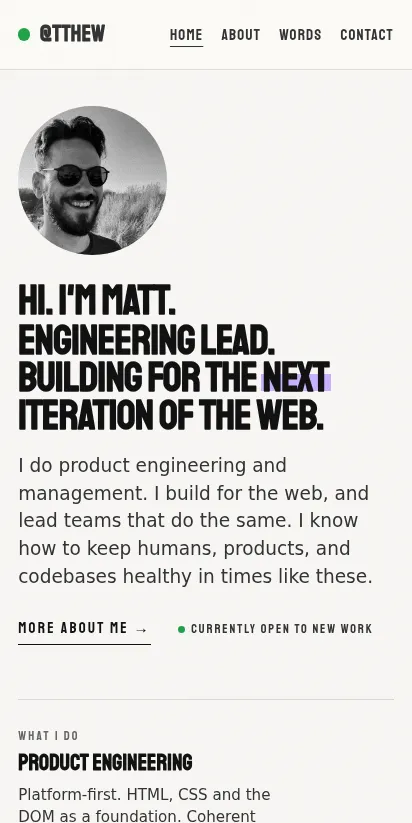 @TTHEW
HOME ABOUT WORDS CONTACT
HI. I'M MATT.
ENGINEERING LEAD.
BUILDING FOR THE NEXT
ITERATION OF THE WEB.
I do product engineering and
management. I build for the web, and
lead teams that do the same. I know
how to keep humans, products, and
codebases healthy in times like these.
MORE ABOUT ME →
CURRENTLY OPEN TO NEW WORK
WHAT I DO
PRODUCT ENGINEERING
Platform-first. HTML, CSS and the
DOM as a foundation. Coherent